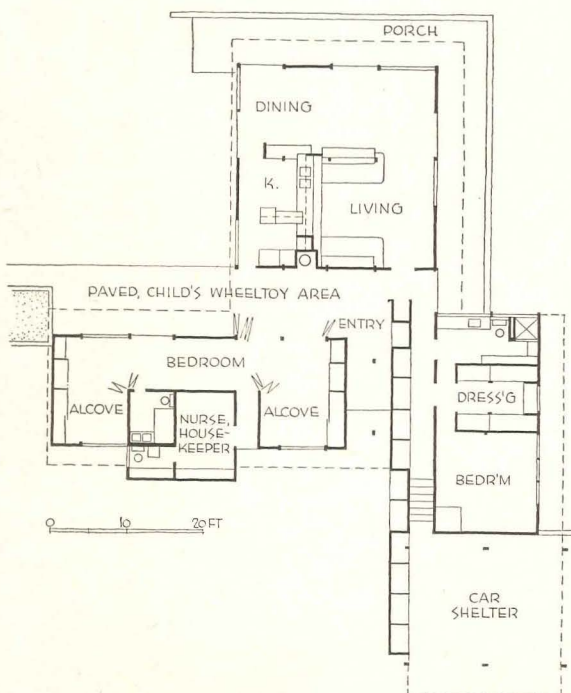 PORCH
DINING
K.
LIVING
PAVED, CHILD'S WHEELTOY AREA
ENTRY
BEDROOM
ALCOVE
NURSE,
HOUSE-
KEEPER
ALCOVE
DRESS'G
BEDR'M
0 10 20 FT
CAR
SHELTER